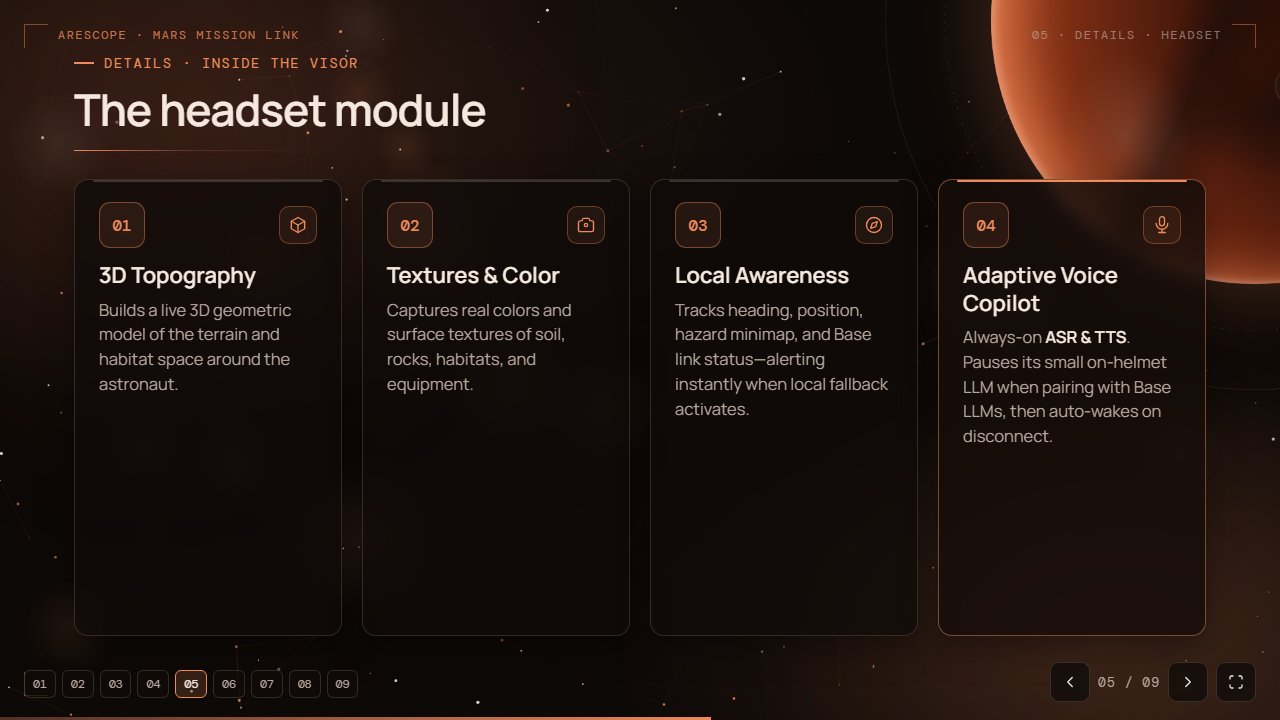 ARESCOPE · MARS MISSION LINK
05 · DETAILS · HEADSET
DETAILS · INSIDE THE VISOR
The headset module
01
3D Topography
Builds a live 3D geometric
model of the terrain and
habitat space around the
astronaut.
02
Textures & Color
Captures real colors and
surface textures of soil,
rocks, habitats, and
equipment.
03
Local Awareness
Tracks heading, position,
hazard minimap, and Base
link status—alerting
instantly when local fallback
activates.
04
Adaptive Voice
Copilot
Always-on ASR & TTS.
Pauses its small on-helmet
LLM when pairing with Base
LLMs, then auto-wakes on
disconnect.
01 02 03 04 05 06 07 08 09
05 / 09